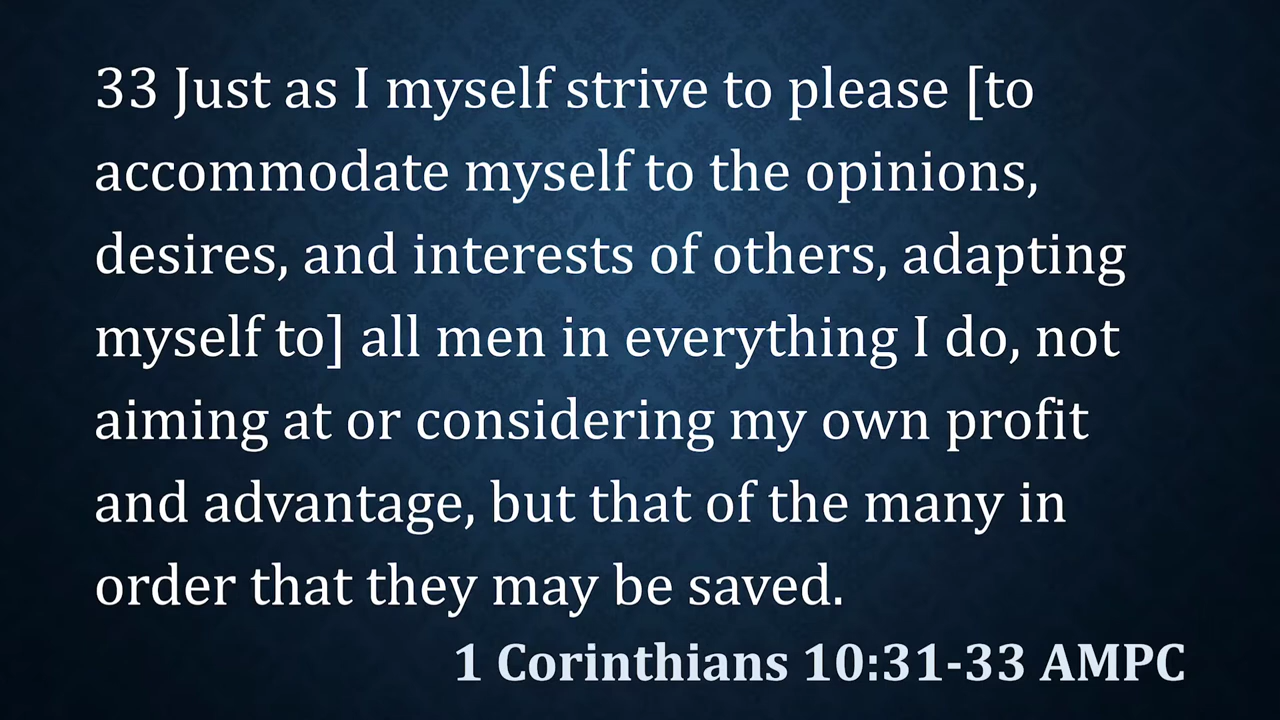 33 Just as I myself strive to please [to
accommodate myself to the opinions,
desires, and interests of others, adapting
myself to] all men in everything I do, not
aiming at or considering my own profit
and advantage, but that of the many in
order that they may be saved.
1 Corinthians 10:31-33 AMPC